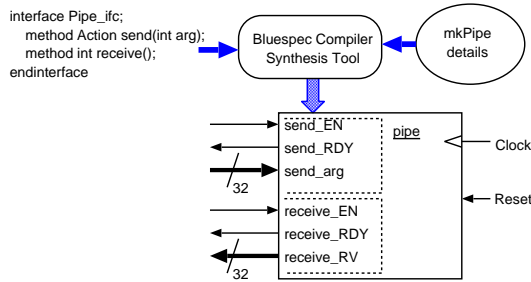 interface Pipe_ifc;
method Action send(int arg);
method int receive();
endinterface
Bluespec Compiler
Synthesis Tool
mkPipe
details
send_EN
send_RDY
send_arg
32
receive_EN
receive_RDY
receive_RV
32
pipe
Clock
Reset